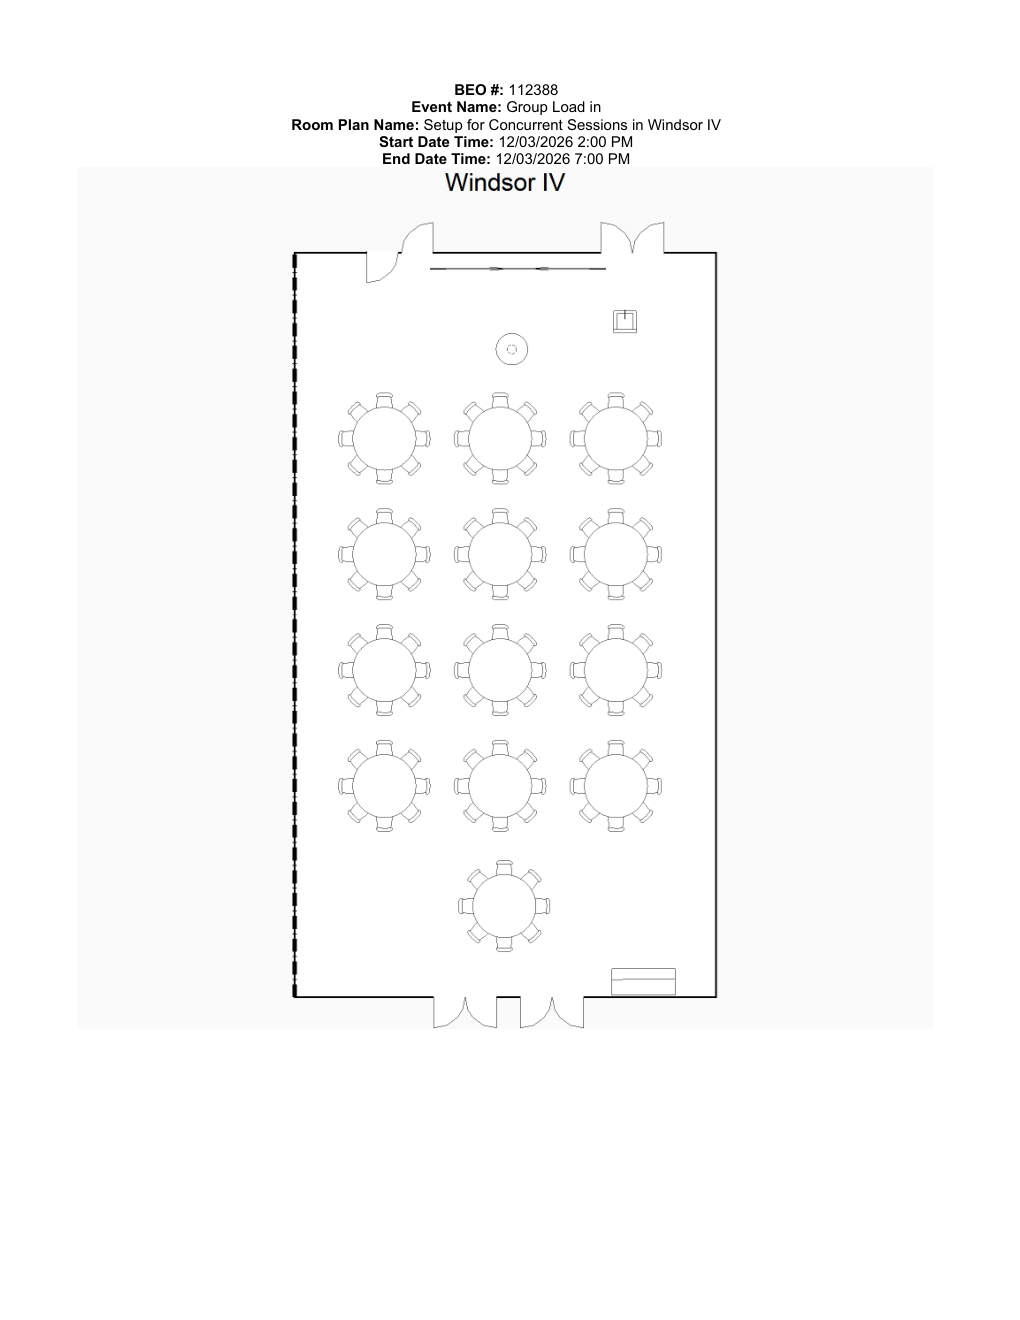 BEO #: 112388
Event Name: Group Load in
Room Plan Name: Setup for Concurrent Sessions in Windsor IV
Start Date Time: 12/03/2026 2:00 PM
End Date Time: 12/03/2026 7:00 PM
Windsor IV